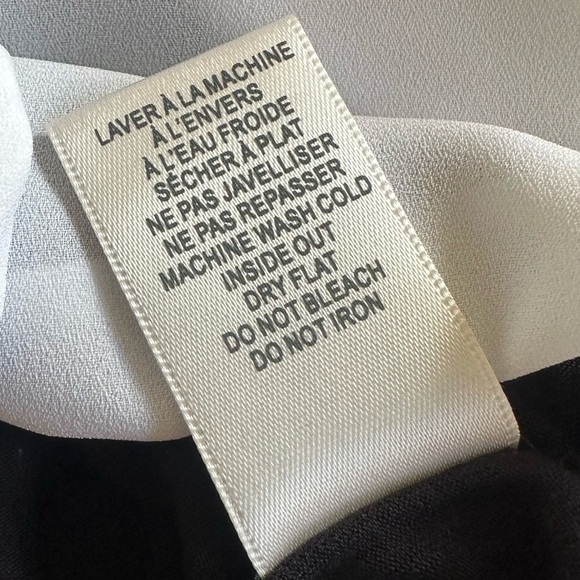 LAVER À LA MACHINE
À L'ENVERS
À L'EAU FROIDE
SÉCHER À PLAT
NE PAS JAVELLISER
NE PAS REPASSER
MACHINE WASH COLD
INSIDE OUT
DRY FLAT
DO NOT BLEACH
DO NOT IRON